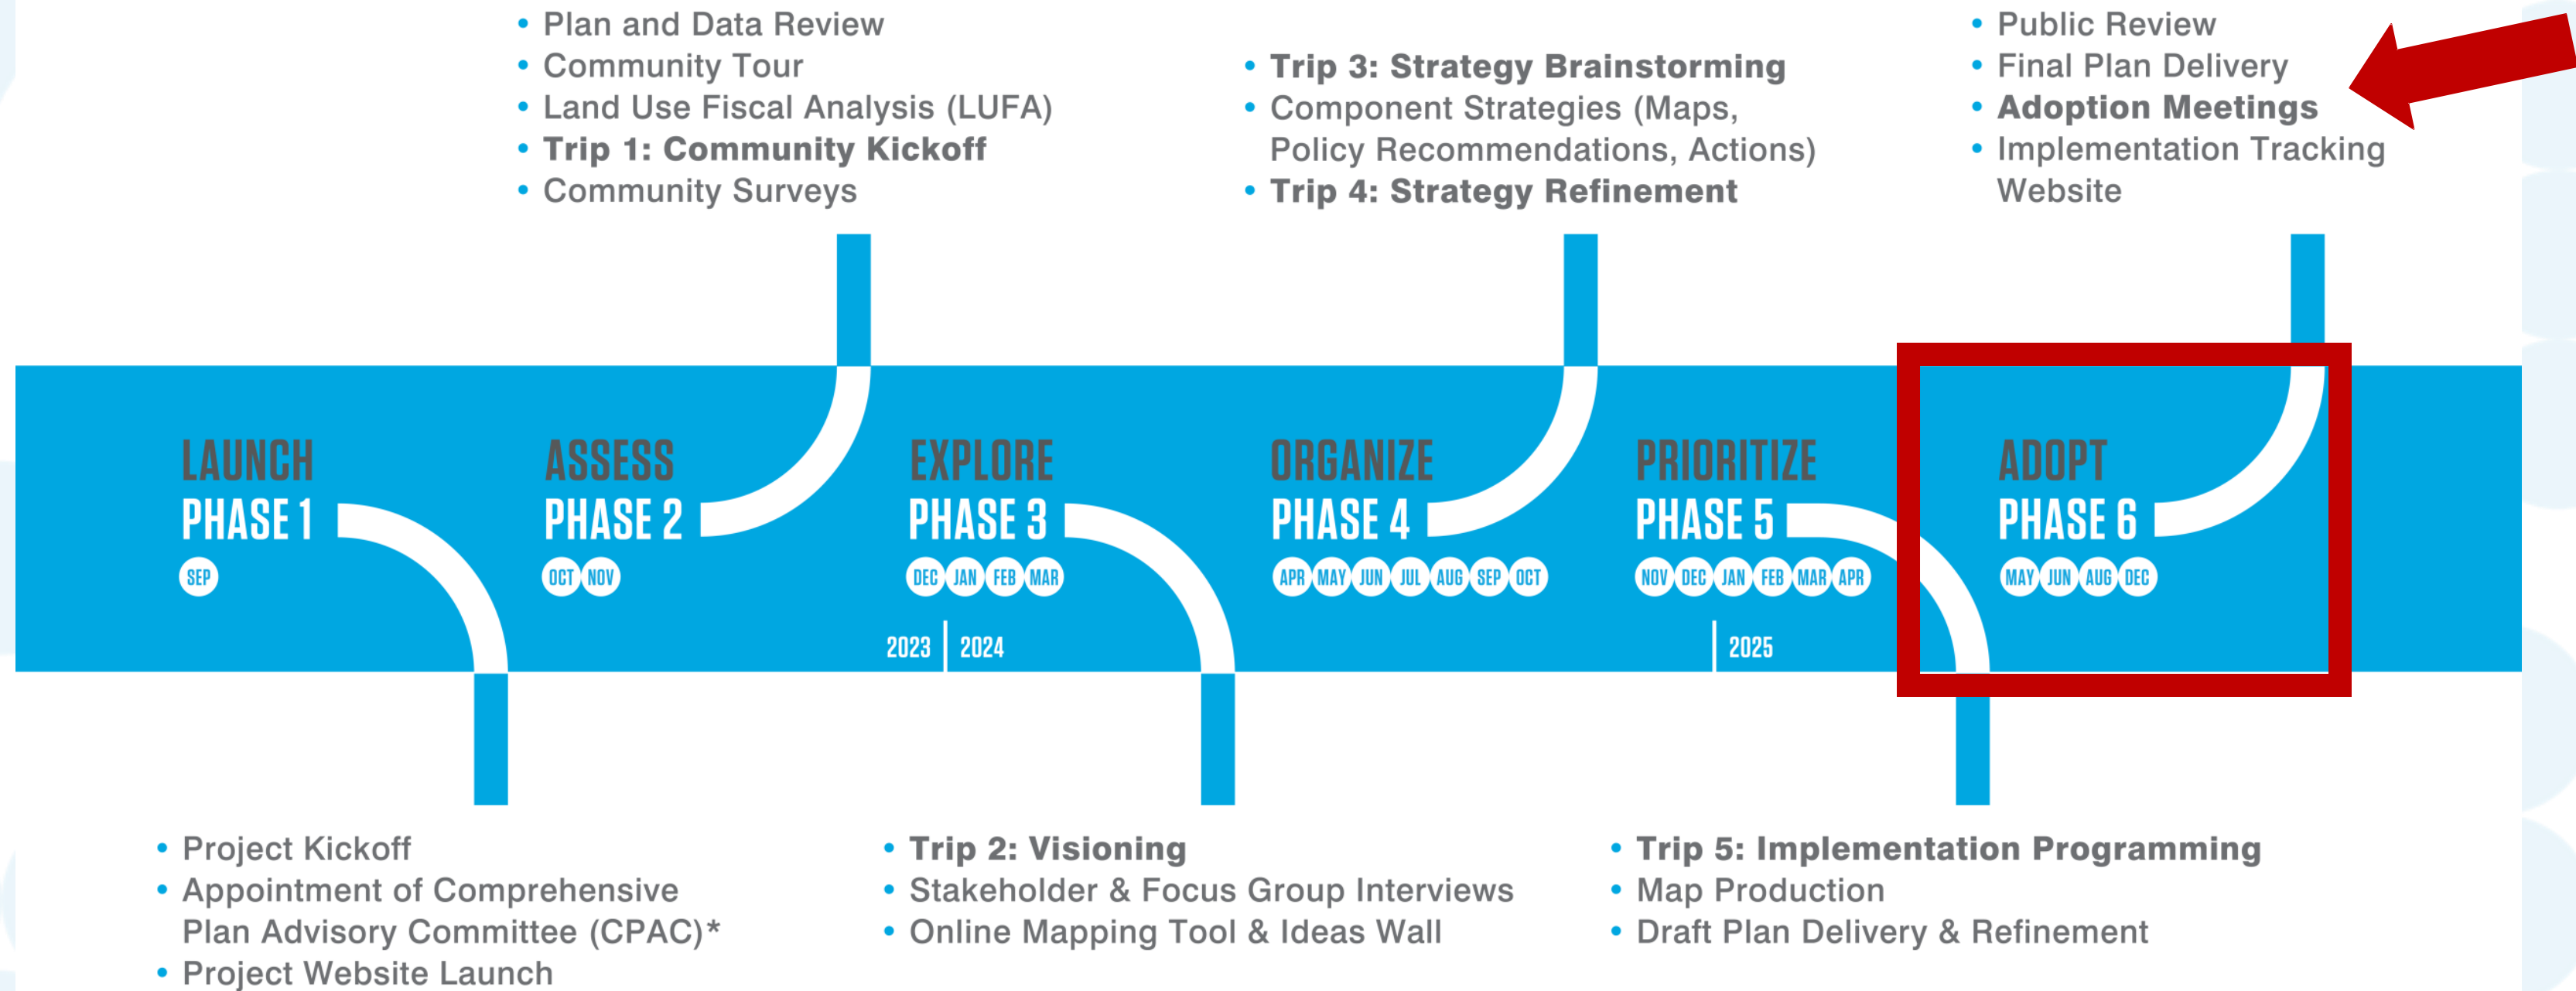 • Plan and Data Review
• Community Tour
• Land Use Fiscal Analysis (LUFA)
• Trip 1: Community Kickoff
• Community Surveys
• Trip 3: Strategy Brainstorming
• Component Strategies (Maps,
Policy Recommendations, Actions)
• Trip 4: Strategy Refinement
• Public Review
• Final Plan Delivery
• Adoption Meetings
• Implementation Tracking
Website
LAUNCH
PHASE 1
SEP
ASSESS
PHASE 2
OCT NOV
EXPLORE
PHASE 3
DEC JAN FEB MAR
2023 | 2024
ORGANIZE
PHASE 4
APR MAY JUN JUL AUG SEP OCT
PRIORITIZE
PHASE 5
NOV DEC JAN FEB MAR APR
| 2025
ADOPT
PHASE 6
MAY JUN AUG DEC
• Project Kickoff
• Appointment of Comprehensive
Plan Advisory Committee (CPAC)*
• Project Website Launch
• Trip 2: Visioning
• Stakeholder & Focus Group Interviews
• Online Mapping Tool & Ideas Wall
• Trip 5: Implementation Programming
• Map Production
• Draft Plan Delivery & Refinement